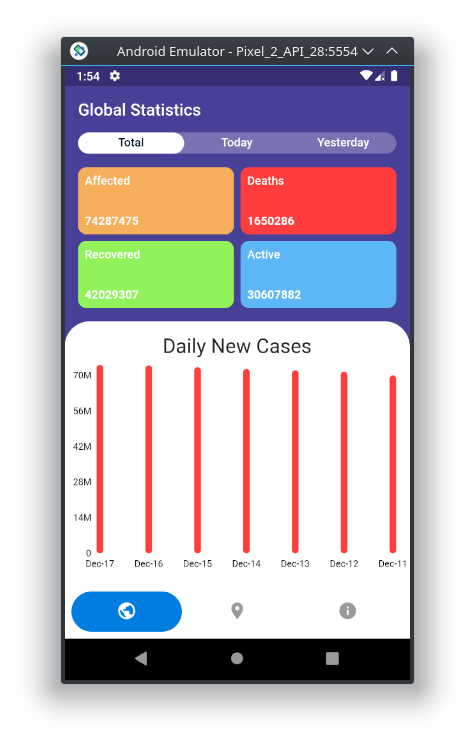 Android Emulator - Pixel_2_API_28:5554
1:54
Global Statistics
Total Today Yesterday
Affected Deaths
74287475 1650286
Recovered Active
42029307 30607882
Daily New Cases
70M
56M
42M
28M
14M
0
Dec-17 Dec-16 Dec-15 Dec-14 Dec-13 Dec-12 Dec-11